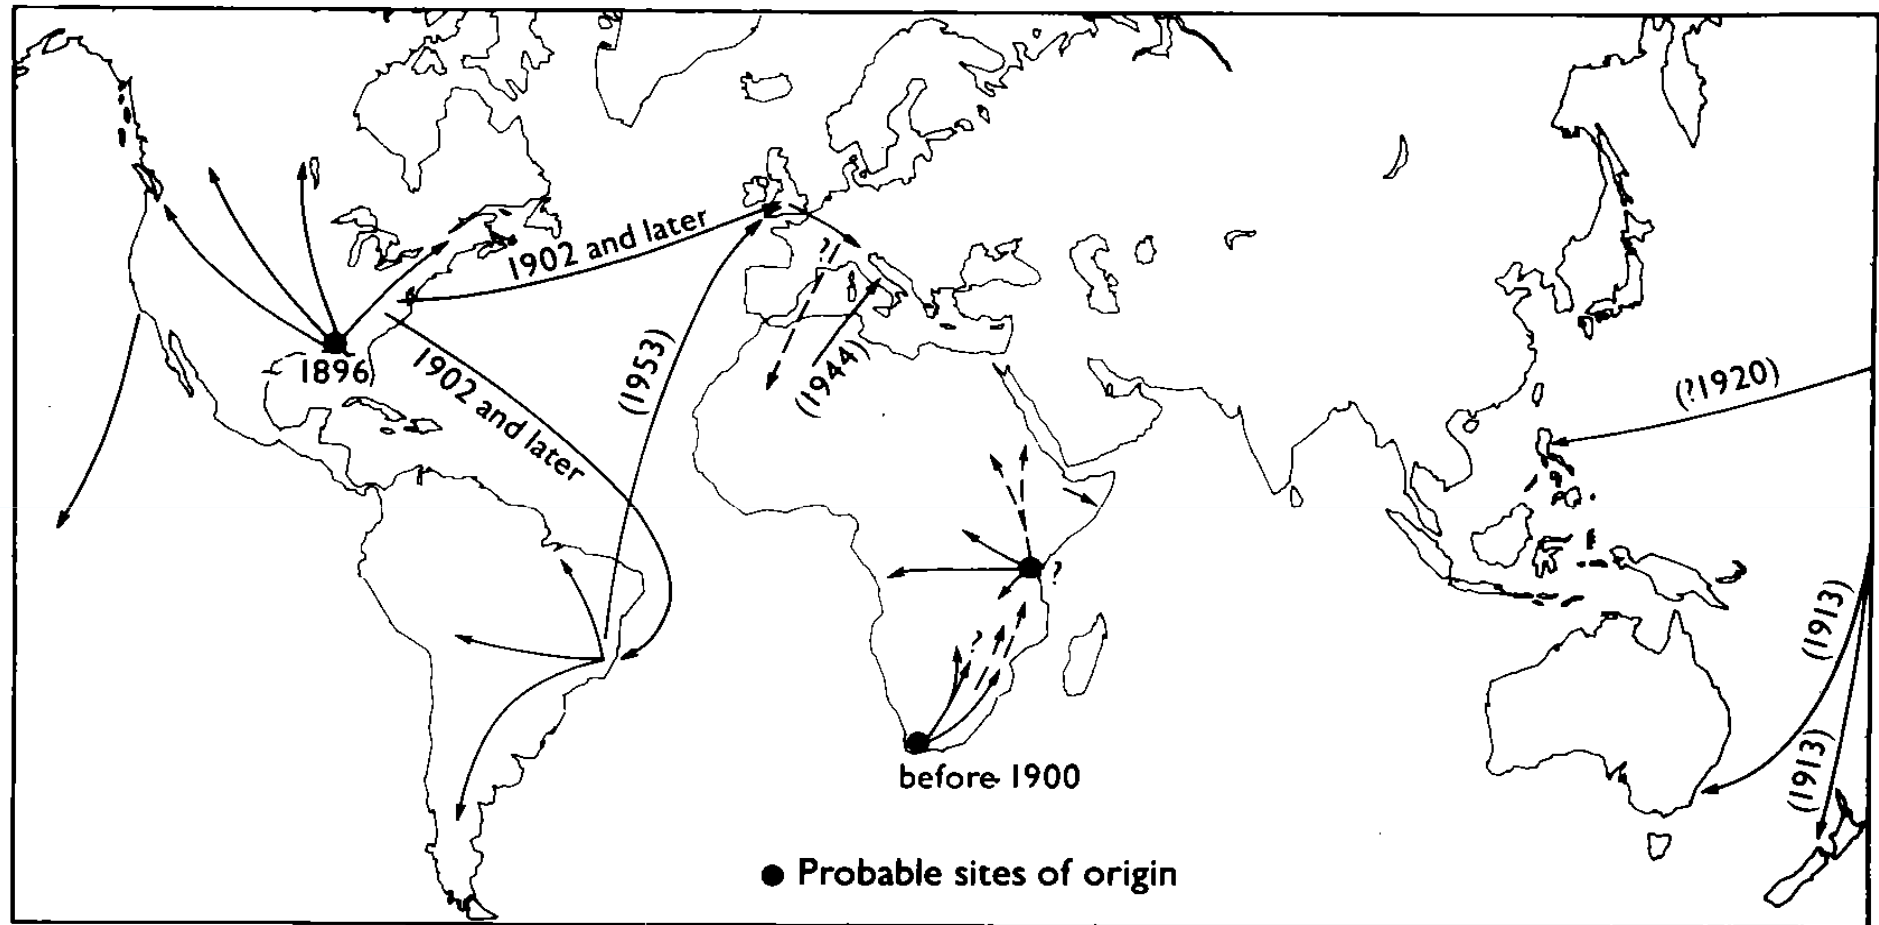 1902 and later
?!
1896
1902 and later
(1953)
(1944)
(?1920)
?
?
(1913)
(1913)
before 1900
Probable sites of origin